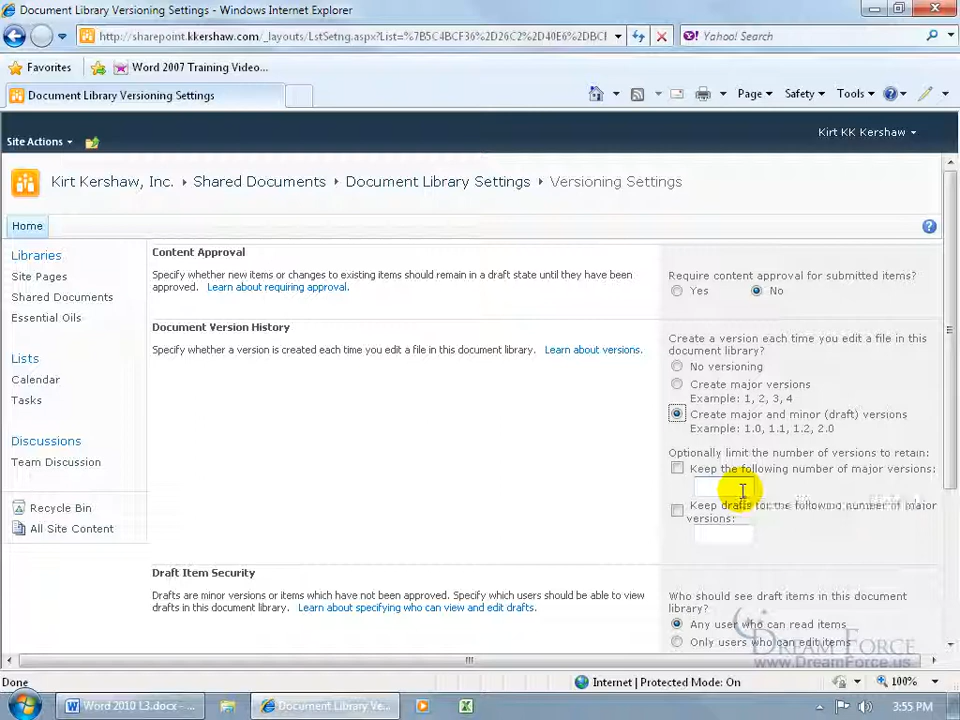 Document Library Versioning Settings - Windows Internet Explorer
http://sharepoint.kkershaw.com/_layouts/LstSetng.aspx?List=%7B5C4BCF36%2D26C2%2D40E6%2DBCI
Yahoo! Search
Favorites
Word 2007 Training Video...
Document Library Versioning Settings
Page
Safety
Tools
Kirt KK Kershaw
Site Actions
Kirt Kershaw, Inc. Shared Documents Document Library Settings Versioning Settings
Home
Libraries
Site Pages
Shared Documents
Essential Oils
Lists
Calendar
Tasks
Discussions
Team Discussion
Recycle Bin
All Site Content
Content Approval
Specify whether new items or changes to existing items should remain in a draft state until they have been
approved. Learn about requiring approval.
Require content approval for submitted items?
Yes No
Document Version History
Specify whether a version is created each time you edit a file in this document library. Learn about versions.
Create a version each time you edit a file in this
document library?
No versioning
Create major versions
Example: 1, 2, 3, 4
Create major and minor (draft) versions
Example: 1.0, 1.1, 1.2, 2.0
Optionally limit the number of versions to retain:
Keep the following number of major versions:
Keep drafts for the following number of major
versions:
Draft Item Security
Drafts are minor versions or items which have not been approved. Specify which users should be able to view
drafts in this document library. Learn about specifying who can view and edit drafts.
Who should see draft items in this document
library?
Any user who can read items
Only users who can edit items
DREAM FORCE
www.DreamForce.us
Done
Internet | Protected Mode: On
100%
Word 2010 L3.docx - ...
Document Library Ve...
3:55 PM